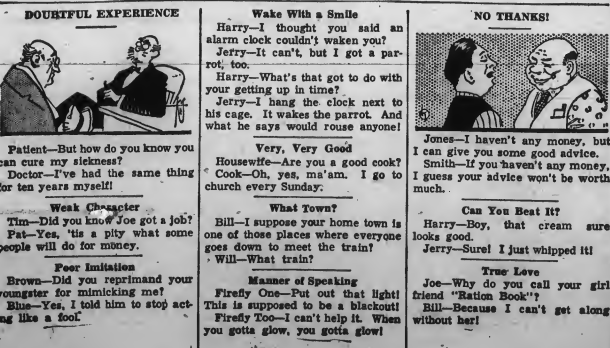 DOUBTFUL EXPERIENCE
Patient—But how do you know you
can cure my sickness?
Doctor—I've had the same thing
for ten years myself!
Weak Character
Tim—Did you know Joe got a job?
Pat—Yes, 'tis a pity what some
people will do for money.
Poor Imitation
Brown—Did you reprimand your
youngster for mimicking me?
Blue—Yes, I told him to stop act-
ing like a fool.
Wake With a Smile
Harry—I thought you said an
alarm clock couldn't waken you?
Jerry—It can't, but I got a par-
rot, too.
Harry—What's that got to do with
your getting up in time?
Jerry—I hang the clock next to
his cage. It wakes the parrot. And
what he says would rouse anyone!
Very, Very Good
Housewife—Are you a good cook?
Cook—Oh, yes, ma'am. I go to
church every Sunday.
What Town?
Bill—I suppose your home town is
one of those places where everyone
goes down to meet the train?
Will—What train?
Manner of Speaking
Firefly One—Put out that light!
This is supposed to be a blackout!
Firefly Too—I can't help it. When
you gotta glow, you gotta glow!
NO THANKS!
Jones—I haven't any money, but
I can give you some good advice.
Smith—If you haven't any money,
I guess your advice won't be worth
much.
Can You Beat It?
Harry—Boy, that cream sure
looks good.
Jerry—Sure! I just whipped it!
True Love
Joe—Why do you call your girl
friend "Ration Book"?
Bill—Because I can't get along
without her!